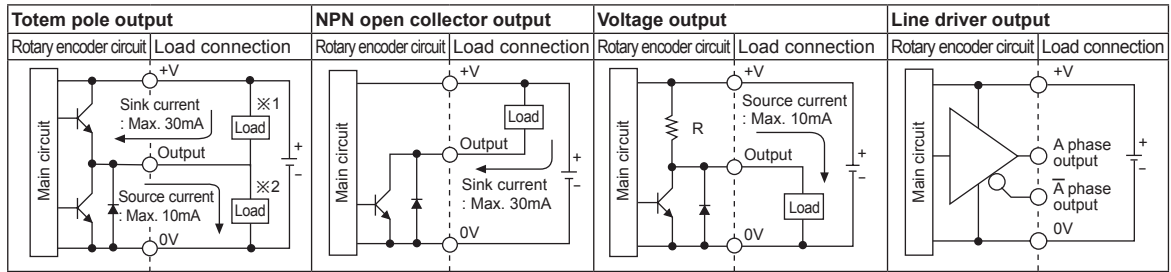 Totem pole output
Rotary encoder circuit
Load connection
Main circuit
+V
Sink current
: Max. 30mA
※1
Load
Output
※2
Source current
: Max. 10mA
Load
0V
+
−
NPN open collector output
Rotary encoder circuit
Load connection
Main circuit
+V
Load
Output
Sink current
: Max. 30mA
0V
+
−
Voltage output
Rotary encoder circuit
Load connection
Main circuit
+V
Source current
: Max. 10mA
R
Output
Load
0V
+
−
Line driver output
Rotary encoder circuit
Load connection
Main circuit
+V
A phase
output
A̅ phase
output
0V
+
−